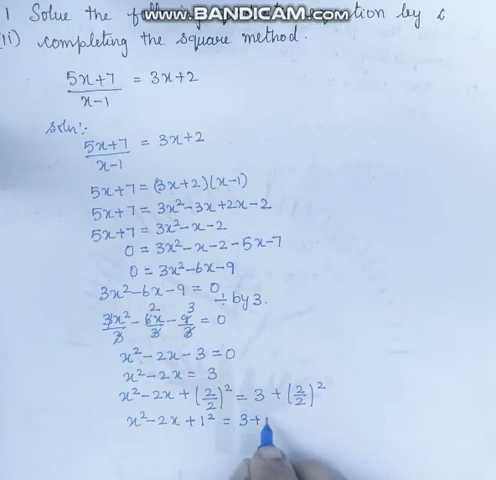 WWW.BANDICAM.COM
1 Solve the equation by
(ii) completing the square method.
5x+7/x-1 = 3x+2
Soln:-
5x+7/x-1 = 3x+2
5x+7 = (3x+2)(x-1)
5x+7 = 3x²-3x+2x-2
5x+7 = 3x²-x-2
0 = 3x²-x-2-5x-7
0 = 3x²-6x-9
3x²-6x-9 = 0 ÷ by 3.
3x²/3 - 6x/3 2 - 9/3 3 = 0
x²-2x-3=0
x²-2x = 3
x²-2x+(2/2)² = 3+(2/2)²
x²-2x+1² = 3+